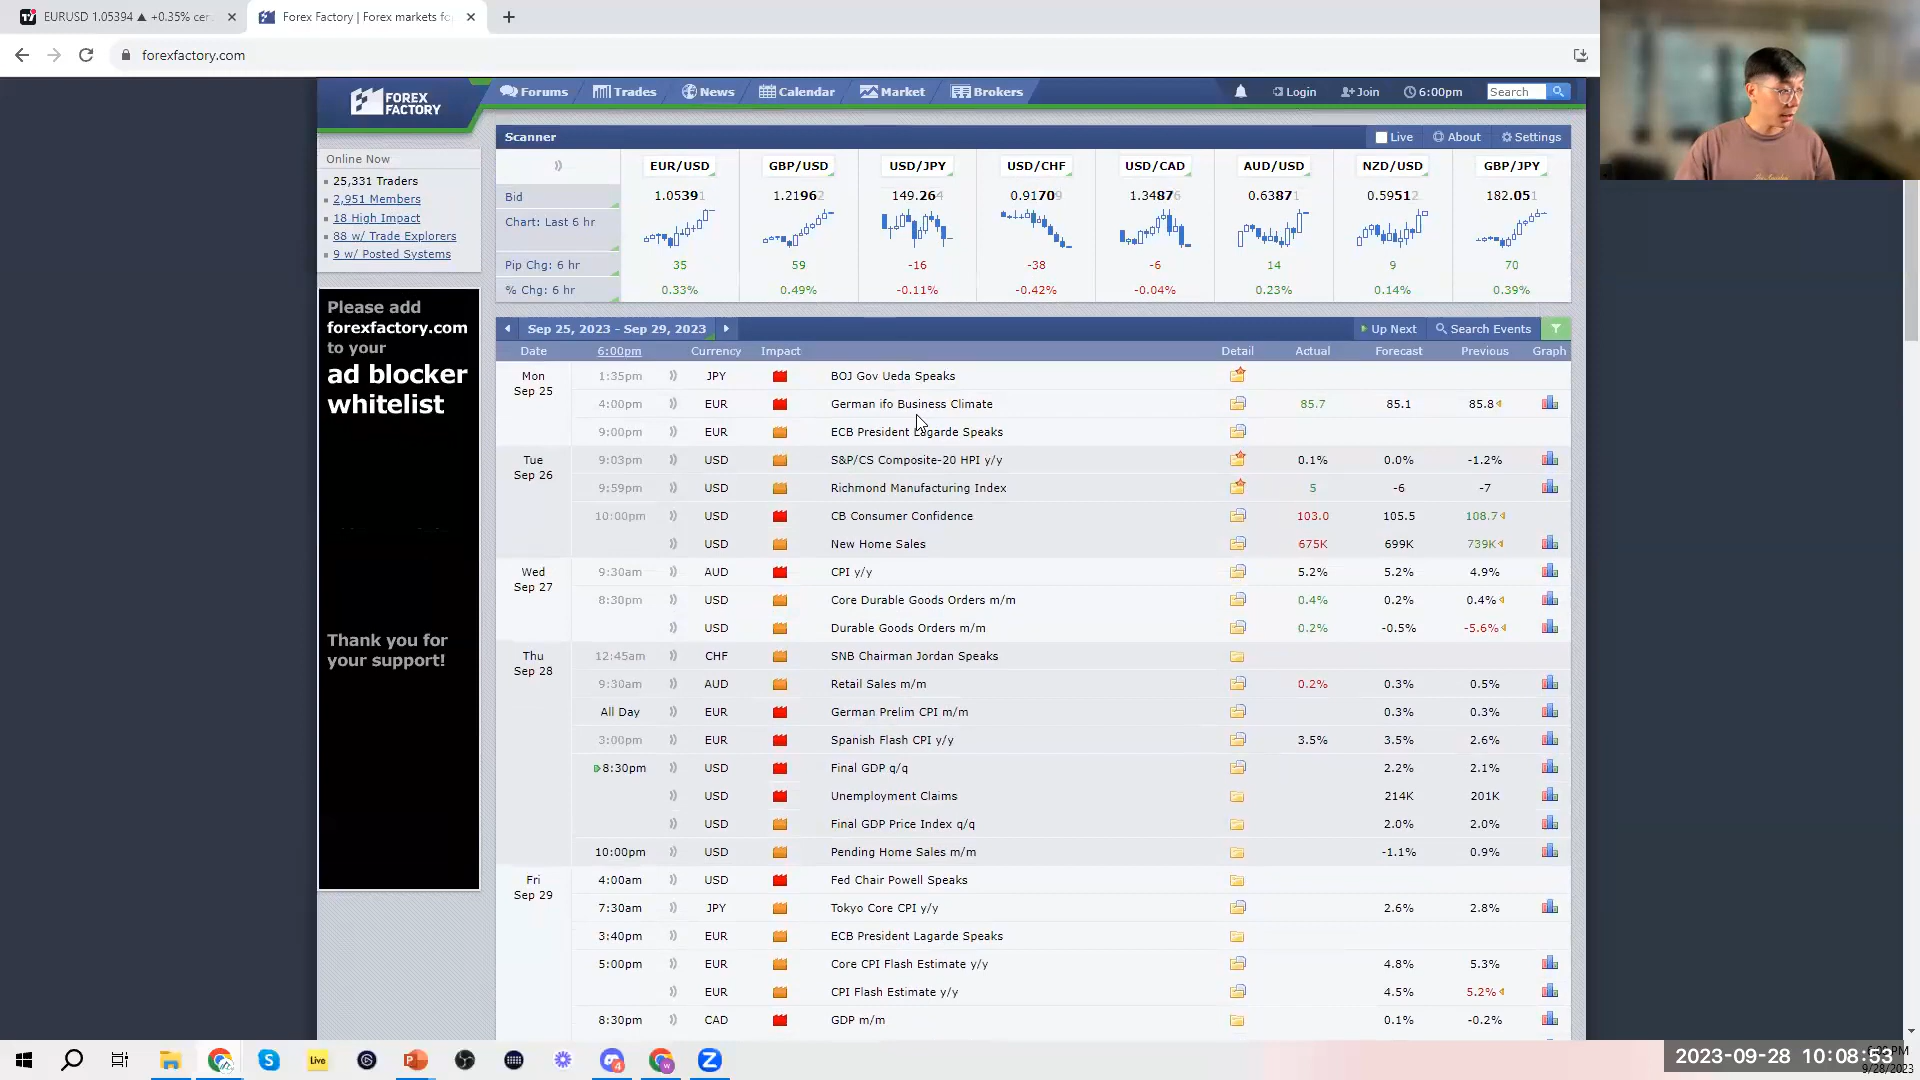 EURUSD 1.05394 ▲ +0.35% cer
Forex Factory | Forex markets fo
forexfactory.com
FOREX
FACTORY
Forums Trades News Calendar Market Brokers Login Join 6:00pm Search
Online Now
25,331 Traders
2,951 Members
18 High Impact
88 w/ Trade Explorers
9 w/ Posted Systems
Please add
forexfactory.com
to your
ad blocker
whitelist
Thank you for
your support!
Scanner Live About Settings
EUR/USD GBP/USD USD/JPY USD/CHF USD/CAD AUD/USD NZD/USD GBP/JPY
Bid 1.05391 1.21962 149.264 0.91709 1.34876 0.63871 0.59512 182.051
Chart: Last 6 hr
Pip Chg: 6 hr 35 59 -16 -38 -6 14 9 70
% Chg: 6 hr 0.33% 0.49% -0.11% -0.42% -0.04% 0.23% 0.14% 0.39%
Sep 25, 2023 - Sep 29, 2023 Up Next Search Events
Date 6:00pm Currency Impact Detail Actual Forecast Previous Graph
Mon
Sep 25
1:35pm JPY BOJ Gov Ueda Speaks
4:00pm EUR German ifo Business Climate 85.7 85.1 85.8
9:00pm EUR ECB President Lagarde Speaks
Tue
Sep 26
9:03pm USD S&P/CS Composite-20 HPI y/y 0.1% 0.0% -1.2%
9:59pm USD Richmond Manufacturing Index 5 -6 -7
10:00pm USD CB Consumer Confidence 103.0 105.5 108.7
USD New Home Sales 675K 699K 739K
Wed
Sep 27
9:30am AUD CPI y/y 5.2% 5.2% 4.9%
8:30pm USD Core Durable Goods Orders m/m 0.4% 0.2% 0.4%
USD Durable Goods Orders m/m 0.2% -0.5% -5.6%
Thu
Sep 28
12:45am CHF SNB Chairman Jordan Speaks
9:30am AUD Retail Sales m/m 0.2% 0.3% 0.5%
All Day EUR German Prelim CPI m/m 0.3% 0.3%
3:00pm EUR Spanish Flash CPI y/y 3.5% 3.5% 2.6%
8:30pm USD Final GDP q/q 2.2% 2.1%
USD Unemployment Claims 214K 201K
USD Final GDP Price Index q/q 2.0% 2.0%
10:00pm USD Pending Home Sales m/m -1.1% 0.9%
Fri
Sep 29
4:00am USD Fed Chair Powell Speaks
7:30am JPY Tokyo Core CPI y/y 2.6% 2.8%
3:40pm EUR ECB President Lagarde Speaks
5:00pm EUR Core CPI Flash Estimate y/y 4.8% 5.3%
EUR CPI Flash Estimate y/y 4.5% 5.2%
8:30pm CAD GDP m/m 0.1% -0.2%
Live
4
2023-09-28 10:08:53
9/28/2023